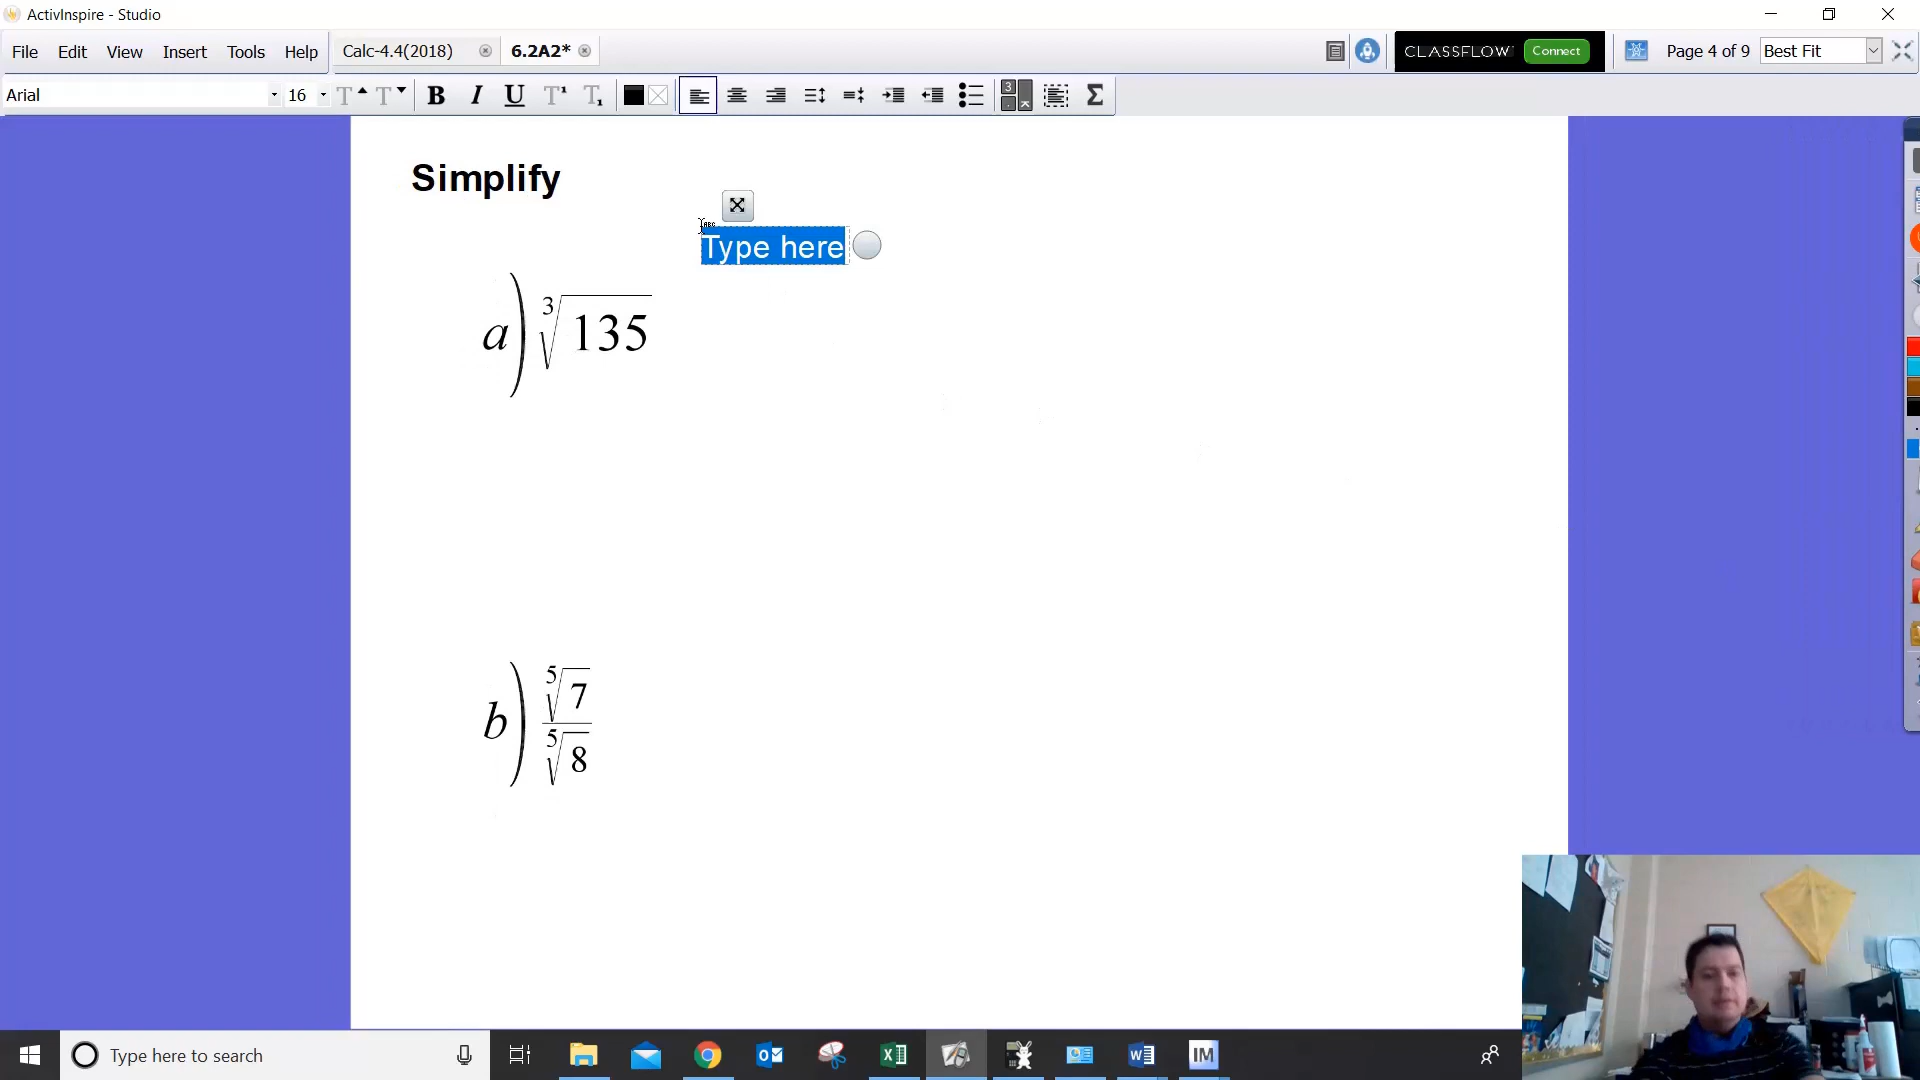 ActivInspire - Studio
File Edit View Insert Tools Help Calc-4.4(2018) 6.2A2* CLASSFLOW Connect Page 4 of 9 Best Fit
Arial 16 B I U Σ
Simplify
Type here
a) ∛135
b) ⁵√7 / ⁵√8
Type here to search